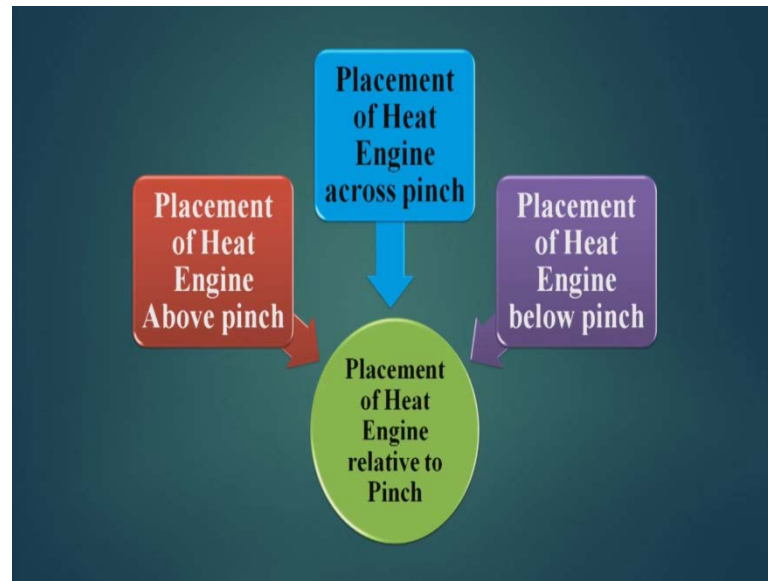 Placement
of Heat
Engine
across pinch
Placement
of Heat
Engine
Above pinch
Placement
of Heat
Engine
below pinch
Placement
of Heat
Engine
relative to
Pinch